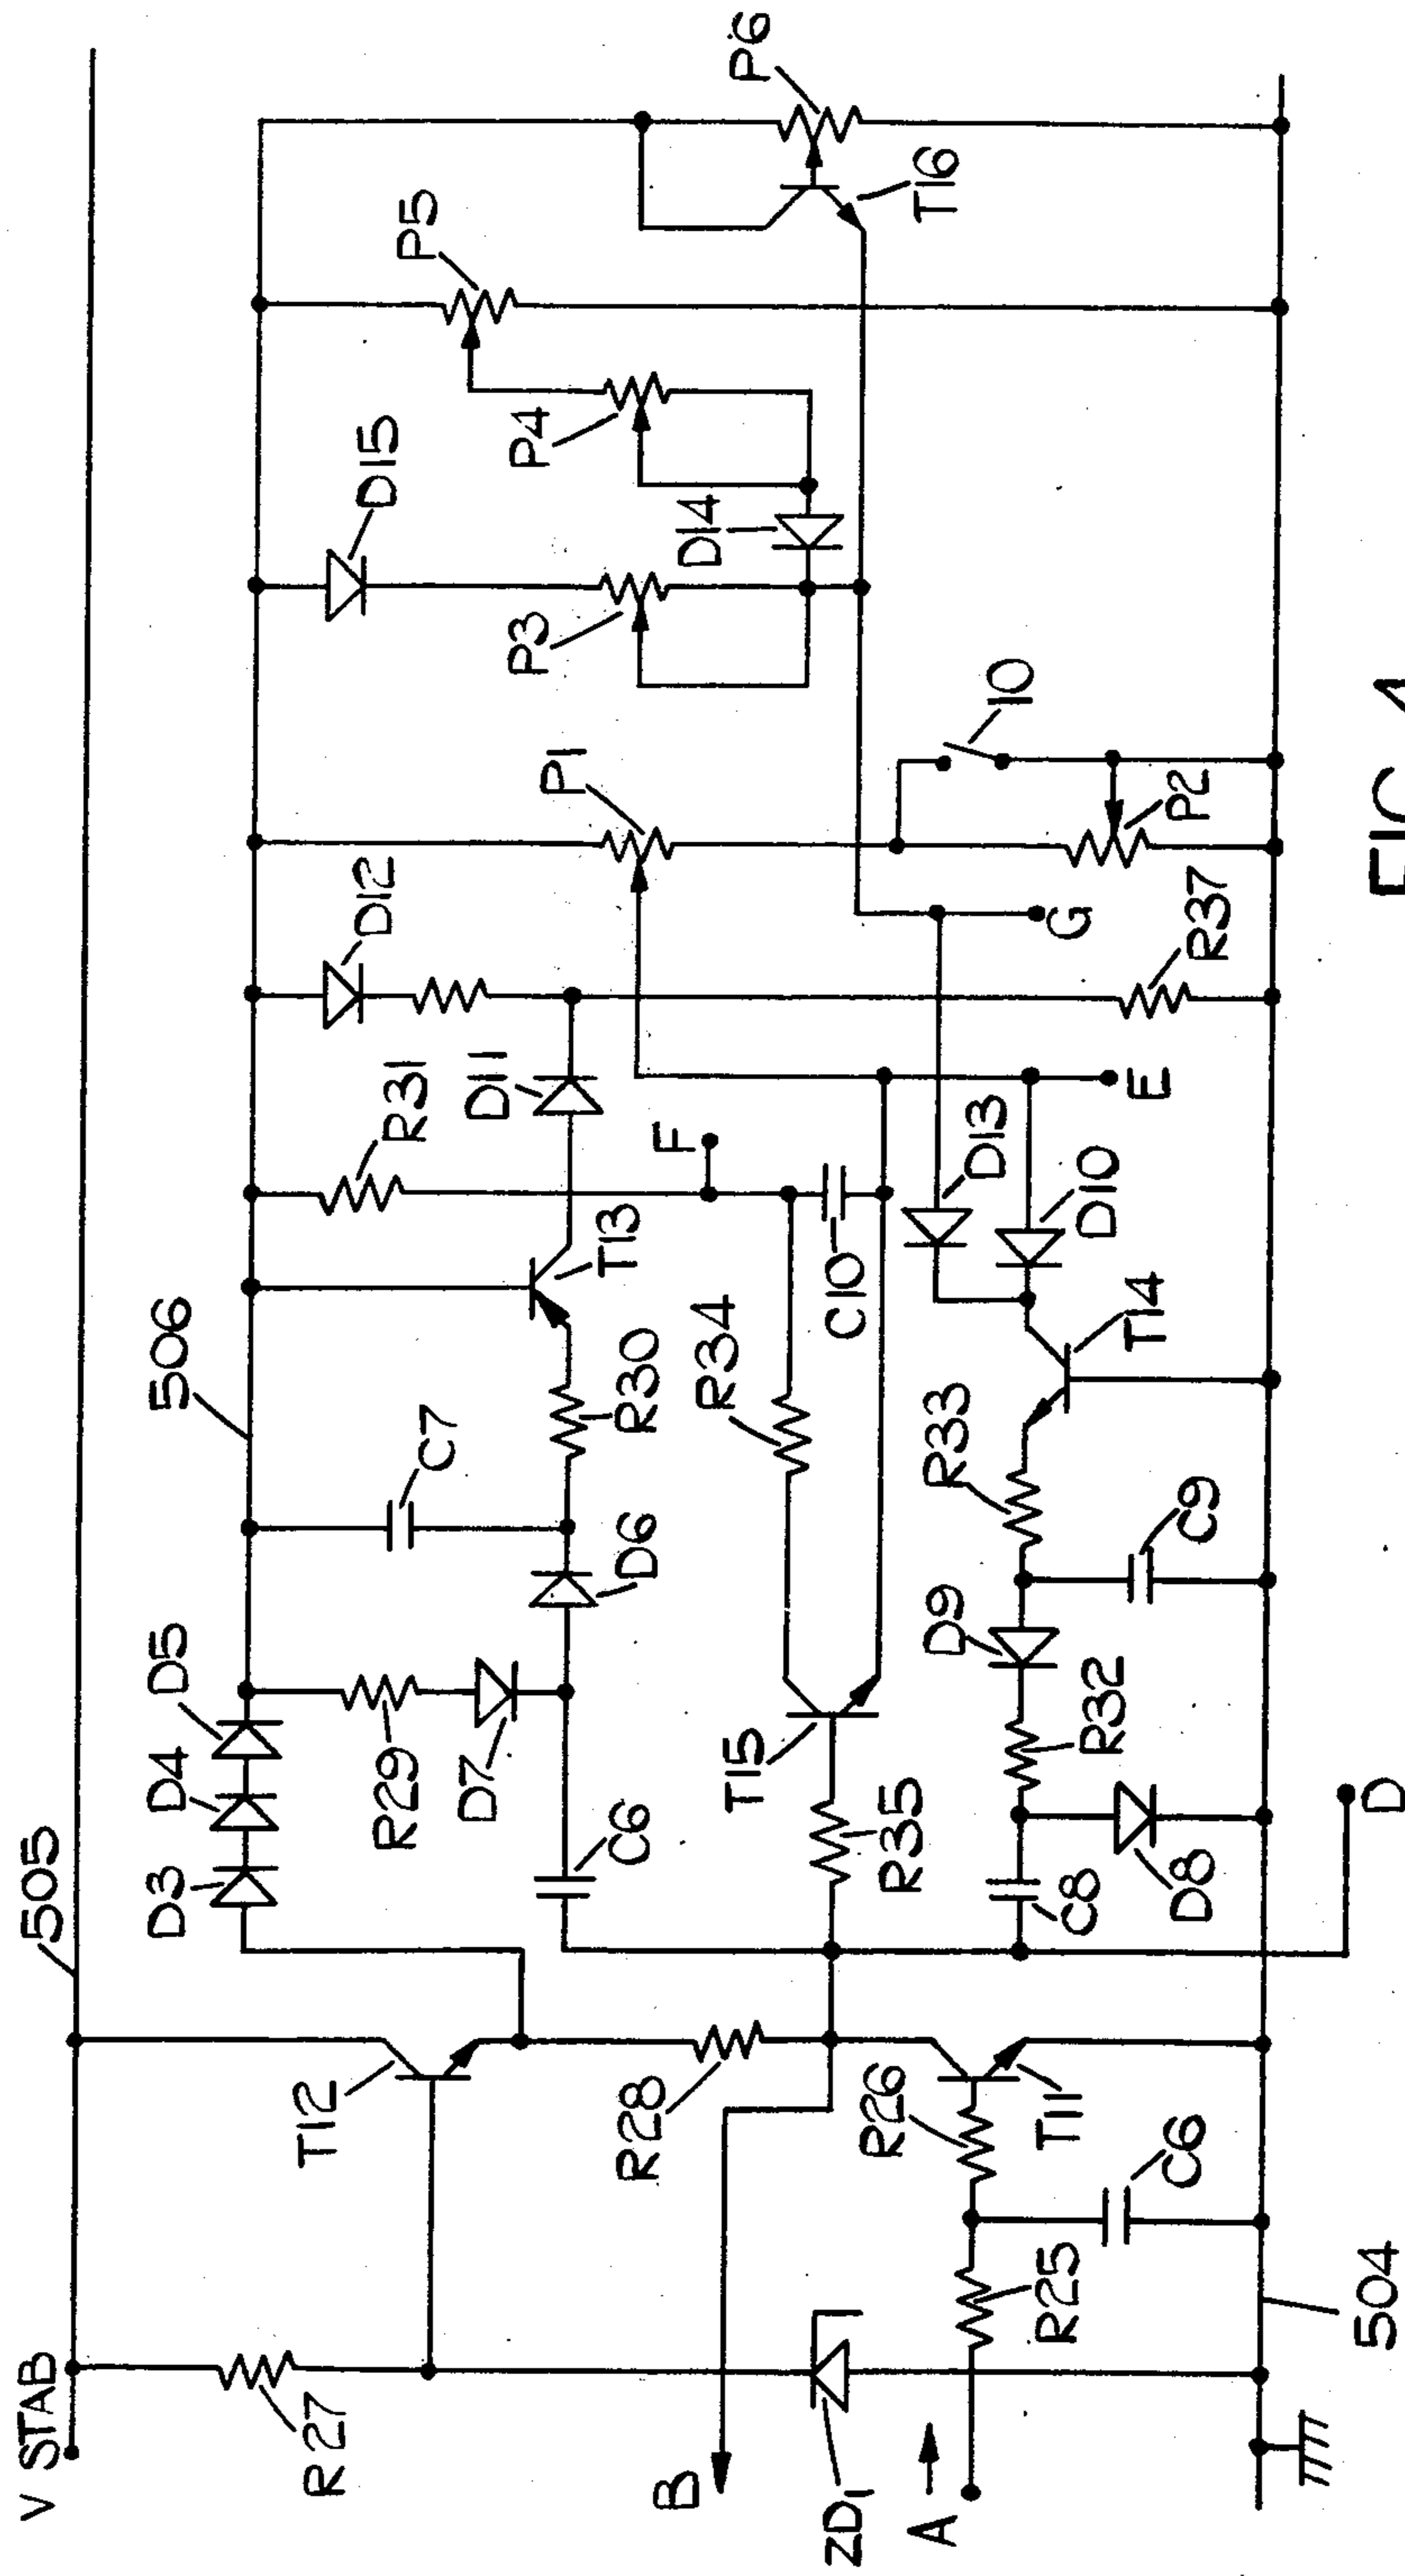 V STAB
505
506
R27
T12
D3
D4
D5
R29
D7
C6
D6
C7
R30
T13
R31
D11
D12
D15
P5
P4
P3
P1
P6
T16
D14
R28
B
ZD1
A
R25
R26
C6
T11
R35
T15
R34
C10
F
C8
D8
R32
D9
C9
R33
T14
D10
D13
E
G
R37
P2
10
D
504